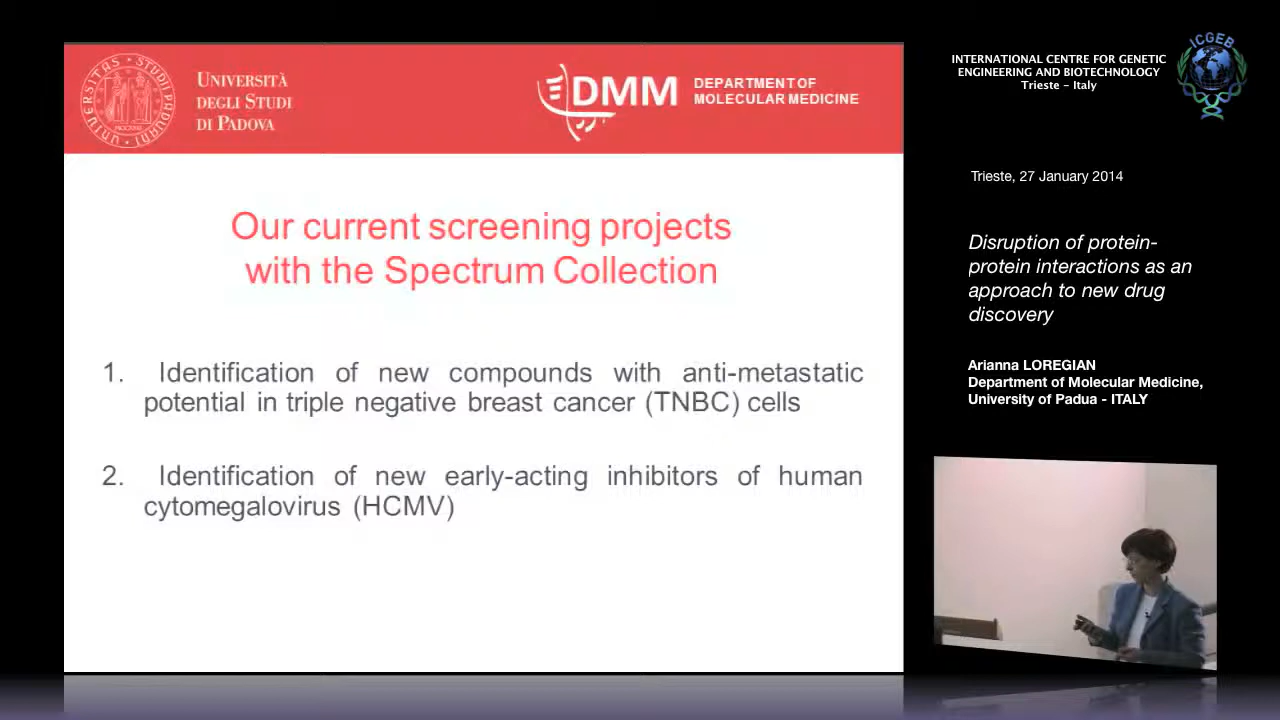 UNIVERSITÀ
DEGLI STUDI
DI PADOVA
DMM
DEPARTMENT OF
MOLECULAR MEDICINE
Our current screening projects
with the Spectrum Collection
1. Identification of new compounds with anti-metastatic
potential in triple negative breast cancer (TNBC) cells
2. Identification of new early-acting inhibitors of human
cytomegalovirus (HCMV)
ICGEB
INTERNATIONAL CENTRE FOR GENETIC
ENGINEERING AND BIOTECHNOLOGY
Trieste - Italy
Trieste, 27 January 2014
Disruption of protein-
protein interactions as an
approach to new drug
discovery
Arianna LOREGIAN
Department of Molecular Medicine,
University of Padua - ITALY